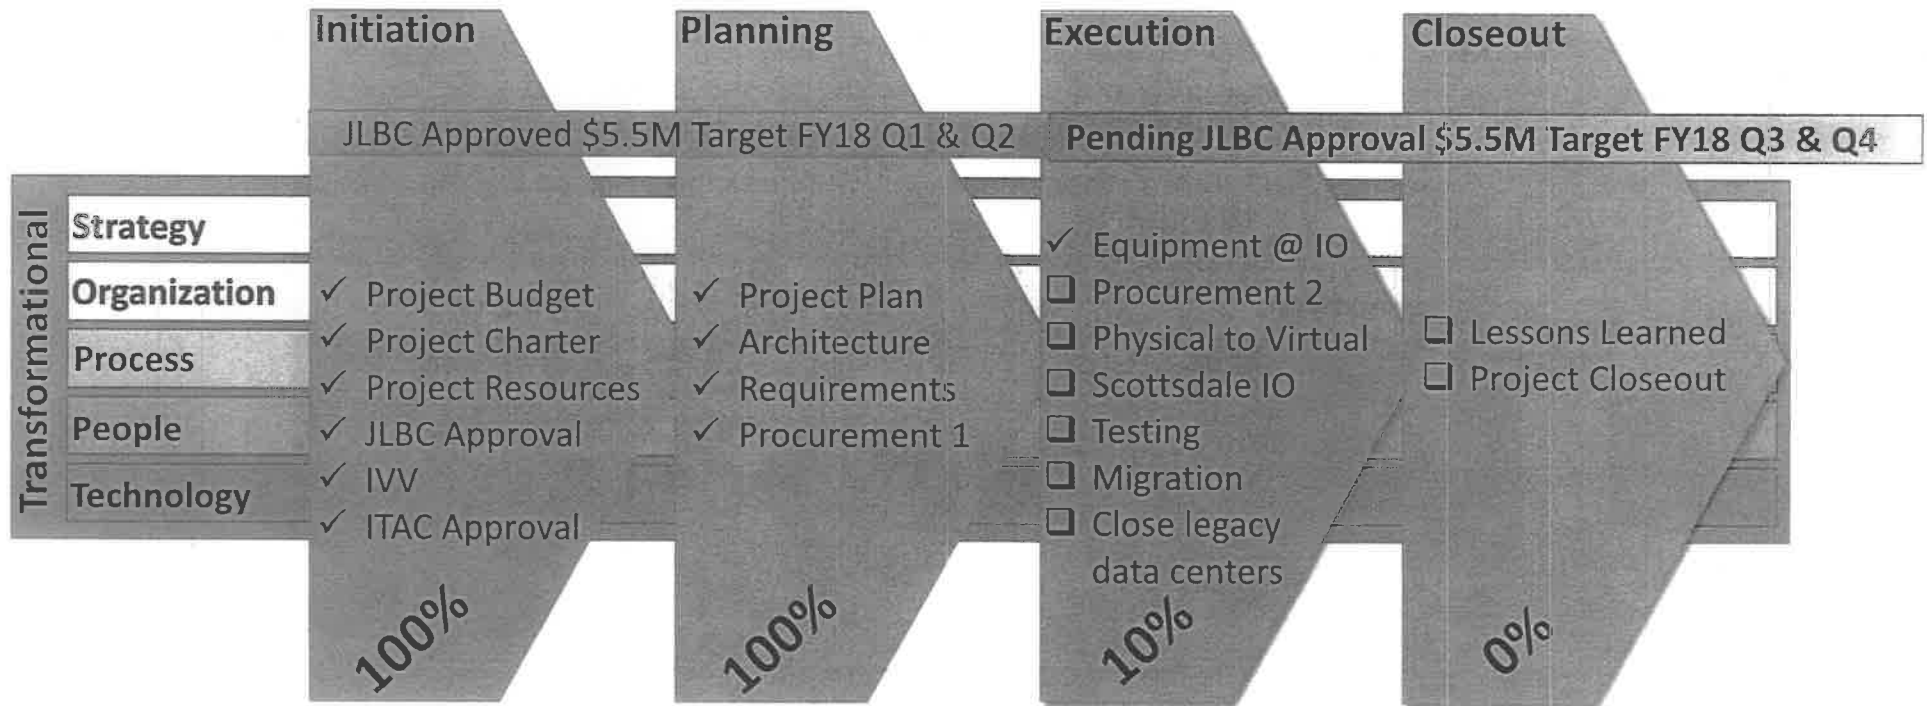 Initiation
Planning
Execution
Closeout
JLBC Approved $5.5M Target FY18 Q1 & Q2
Pending JLBC Approval $5.5M Target FY18 Q3 & Q4
Transformational
Strategy
Organization
Process
People
Technology
✓ Project Budget
✓ Project Charter
✓ Project Resources
✓ JLBC Approval
✓ IVV
✓ ITAC Approval
100%
✓ Project Plan
✓ Architecture
✓ Requirements
✓ Procurement 1
100%
✓ Equipment @ IO
❑ Procurement 2
❑ Physical to Virtual
❑ Scottsdale IO
❑ Testing
❑ Migration
❑ Close legacy
data centers
10%
❑ Lessons Learned
❑ Project Closeout
0%